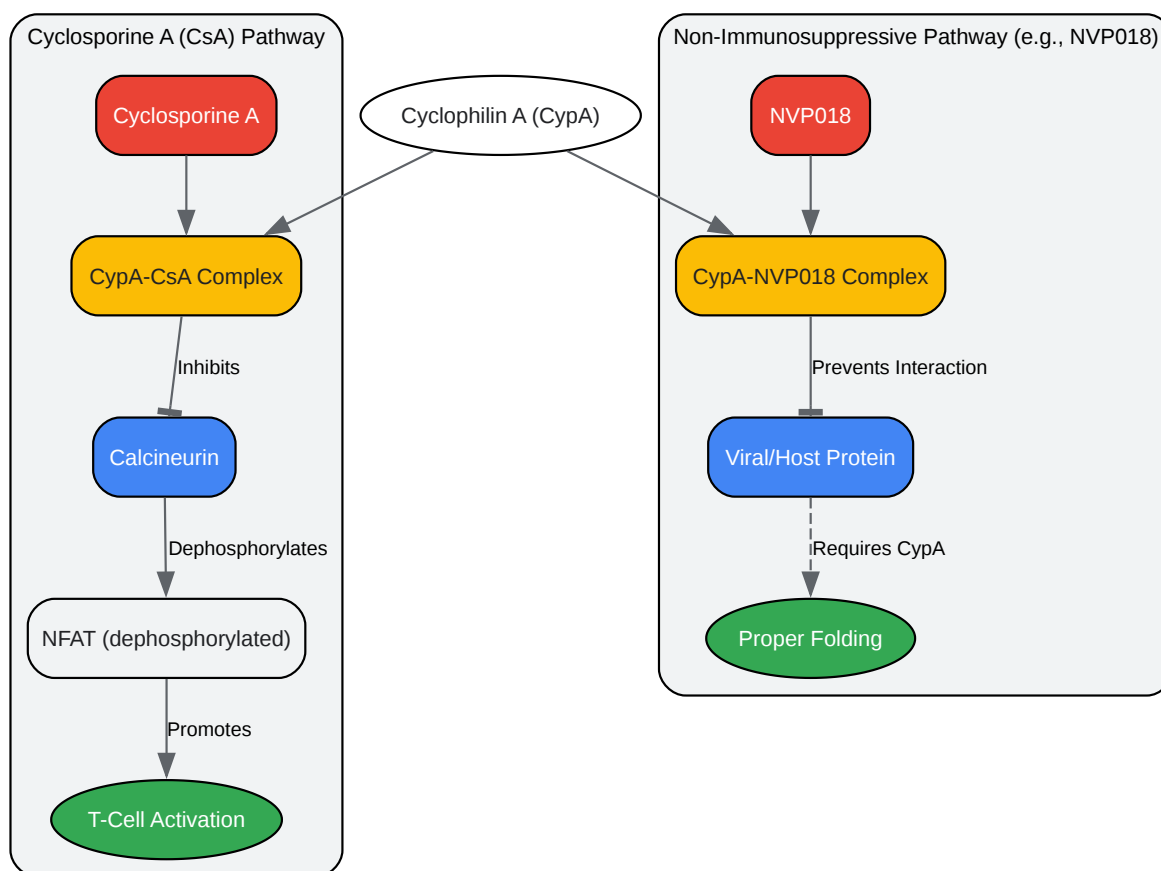 Cyclosporine A (CsA) Pathway
Cyclosporine A
CypA-CsA Complex
Inhibits
Calcineurin
Dephosphorylates
NFAT (dephosphorylated)
Promotes
T-Cell Activation
Cyclophilin A (CypA)
Non-Immunosuppressive Pathway (e.g., NVP018)
NVP018
CypA-NVP018 Complex
Prevents Interaction
Viral/Host Protein
Requires CypA
Proper Folding